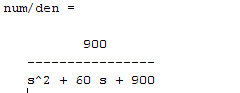 num/den =
900
----------------
s^2 + 60 s + 900